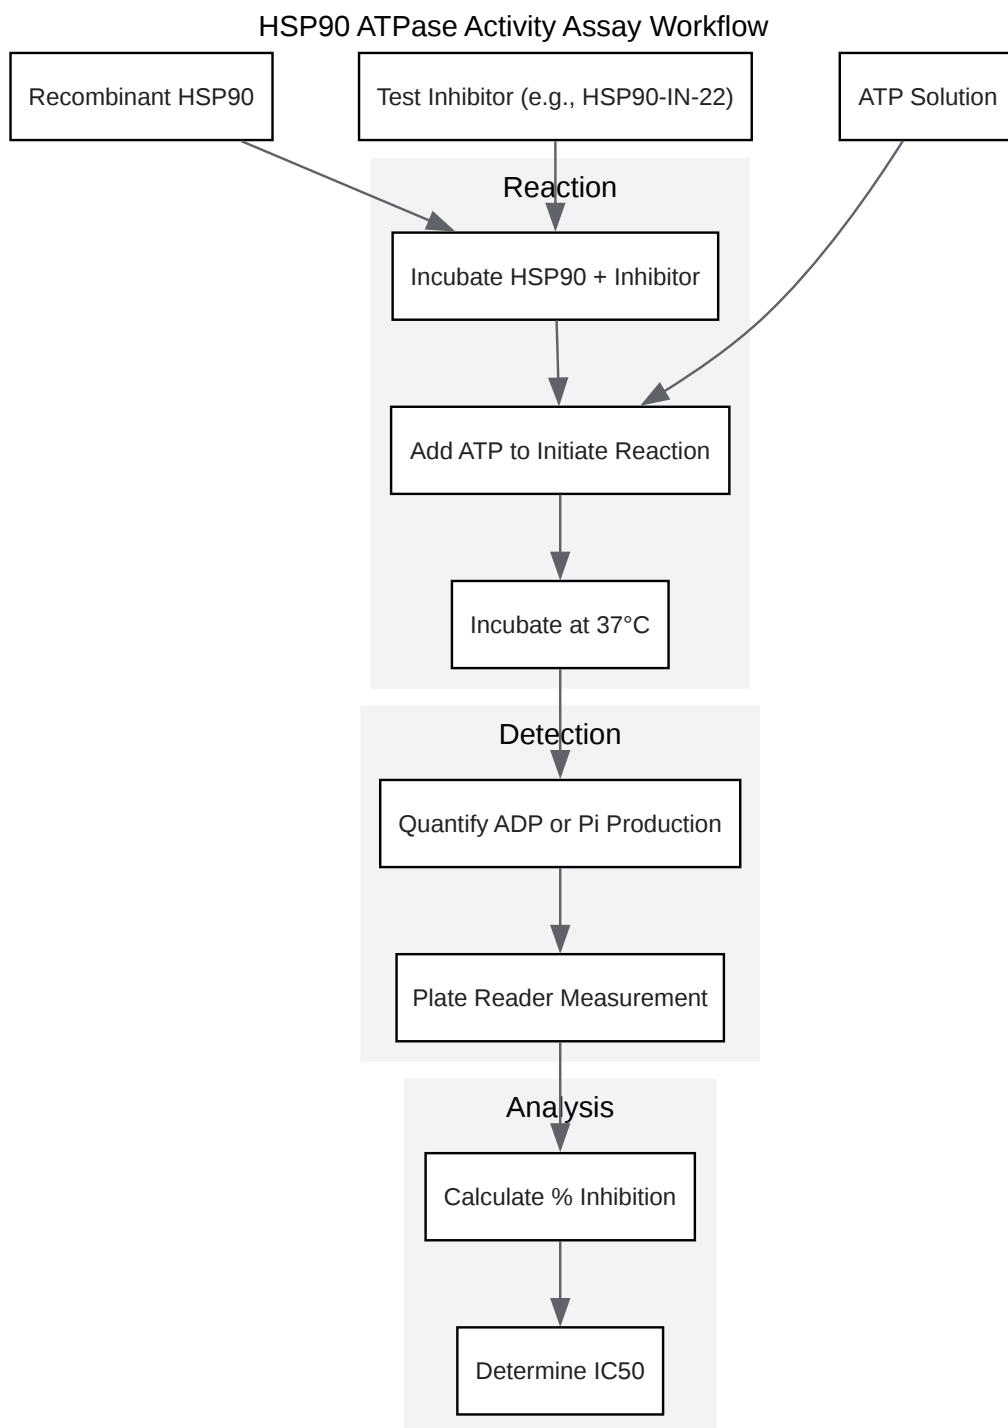 HSP90 ATPase Activity Assay Workflow
Recombinant HSP90
Test Inhibitor (e.g., HSP90-IN-22)
ATP Solution
Reaction
Incubate HSP90 + Inhibitor
Add ATP to Initiate Reaction
Incubate at 37°C
Detection
Quantify ADP or Pi Production
Plate Reader Measurement
Analysis
Calculate % Inhibition
Determine IC50